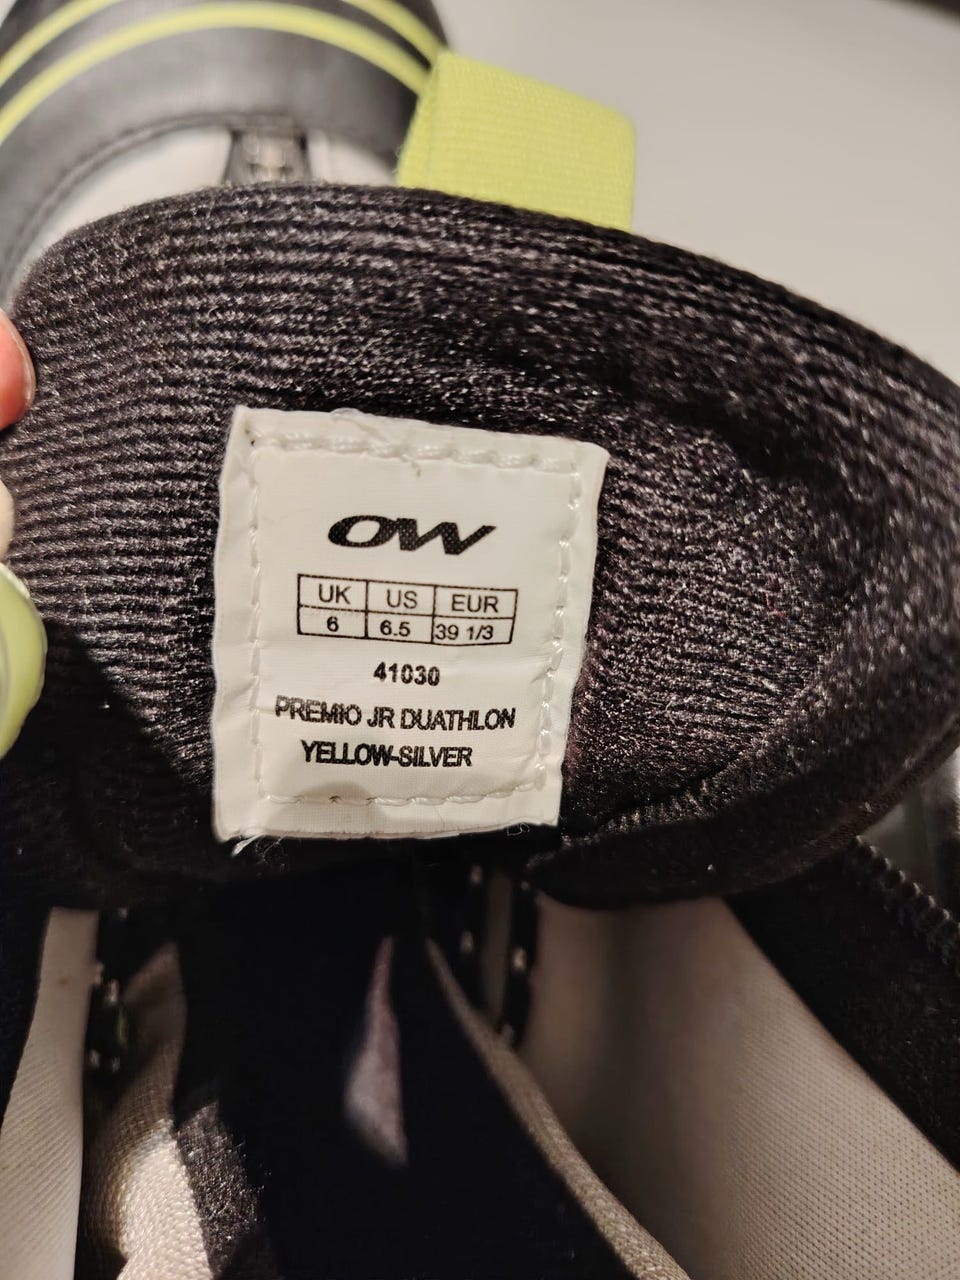 OW
UK US EUR
6 6.5 39 1/3
41030
PREMIO JR DUATHLON
YELLOW-SILVER